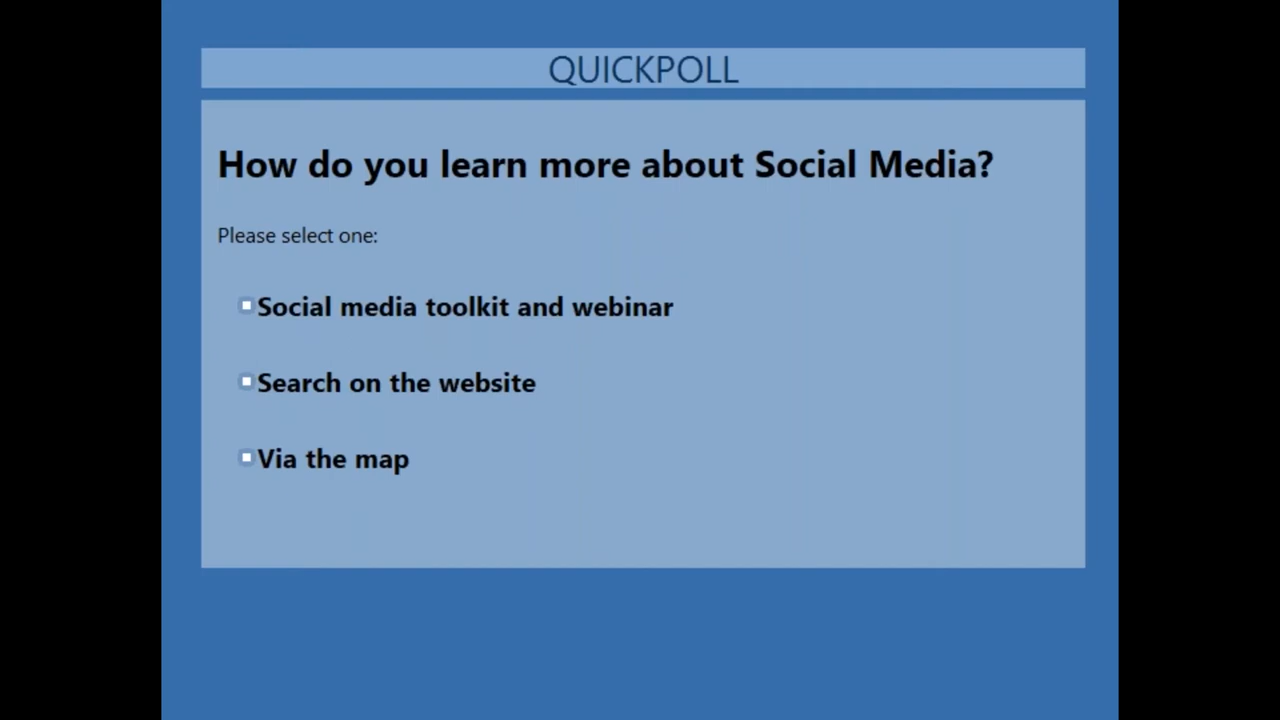 QUICKPOLL
How do you learn more about Social Media?
Please select one:
Social media toolkit and webinar
Search on the website
Via the map